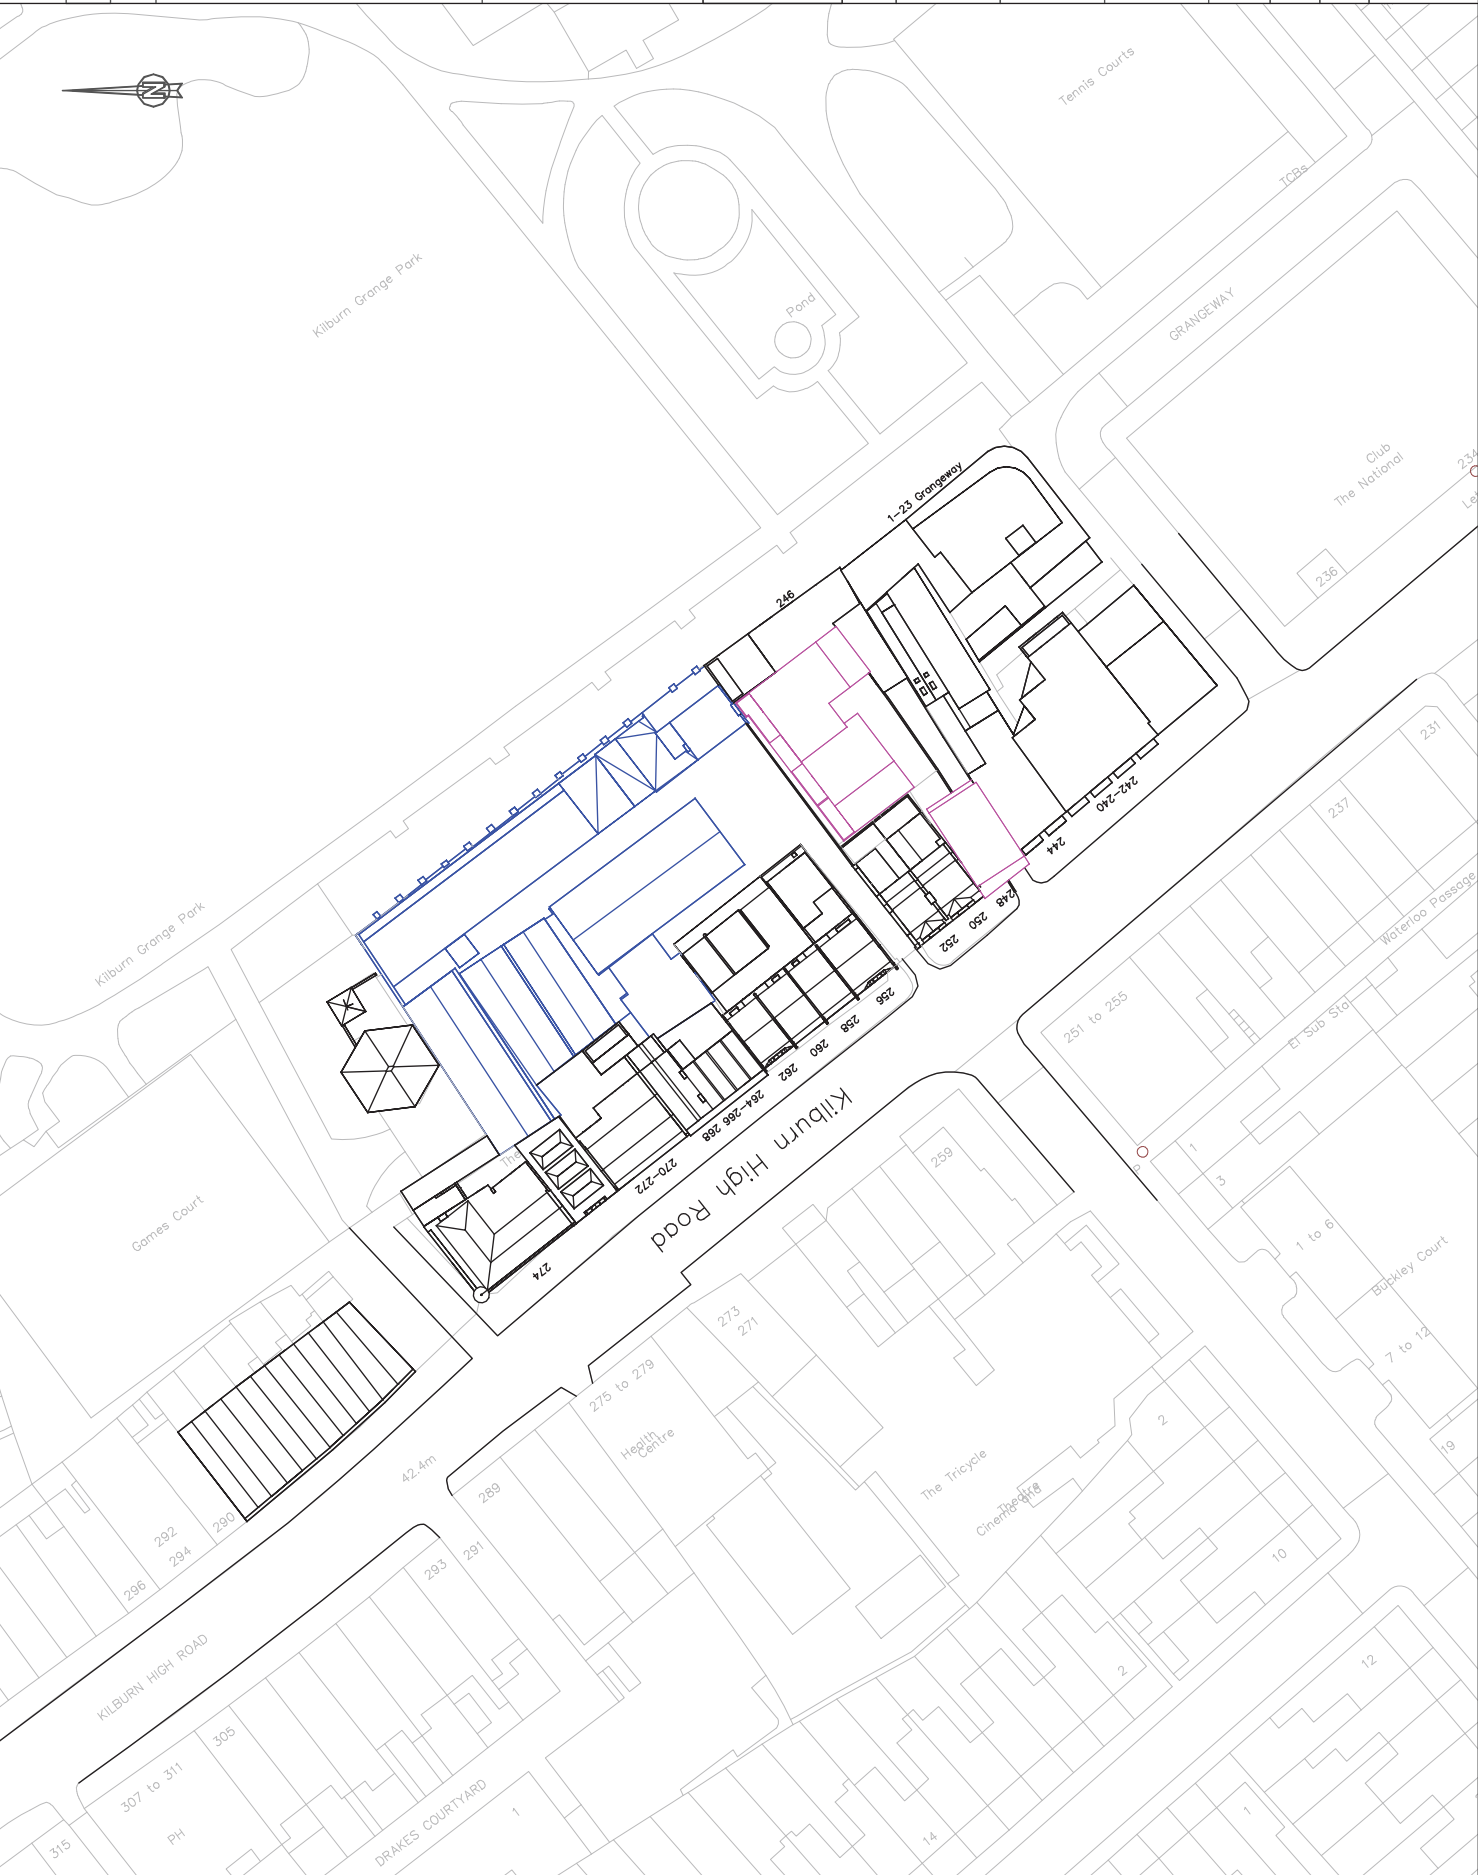 N
Tennis Courts
TCBs
Kilburn Grange Park
Pond
GRANGEWAY
Club
The National
234
236
1-23 Grangeway
246
231
237
242-240
244
248
250
252
Waterloo Passage
El Sub Sta
251 to 255
256
258
260
262
264-266
268
270-272
274
Kilburn High Road
Kilburn Grange Park
Games Court
259
1
3
P
1 to 6
Buckley Court
7 to 12
19
273
271
275 to 279
Health
Centre
42.4m
289
291
293
The Tricycle
Theatre
Cinema and
2
10
290
292
294
296
KILBURN HIGH ROAD
305
307 to 311
PH
315
DRAKES COURTYARD
1
14
2
12
1